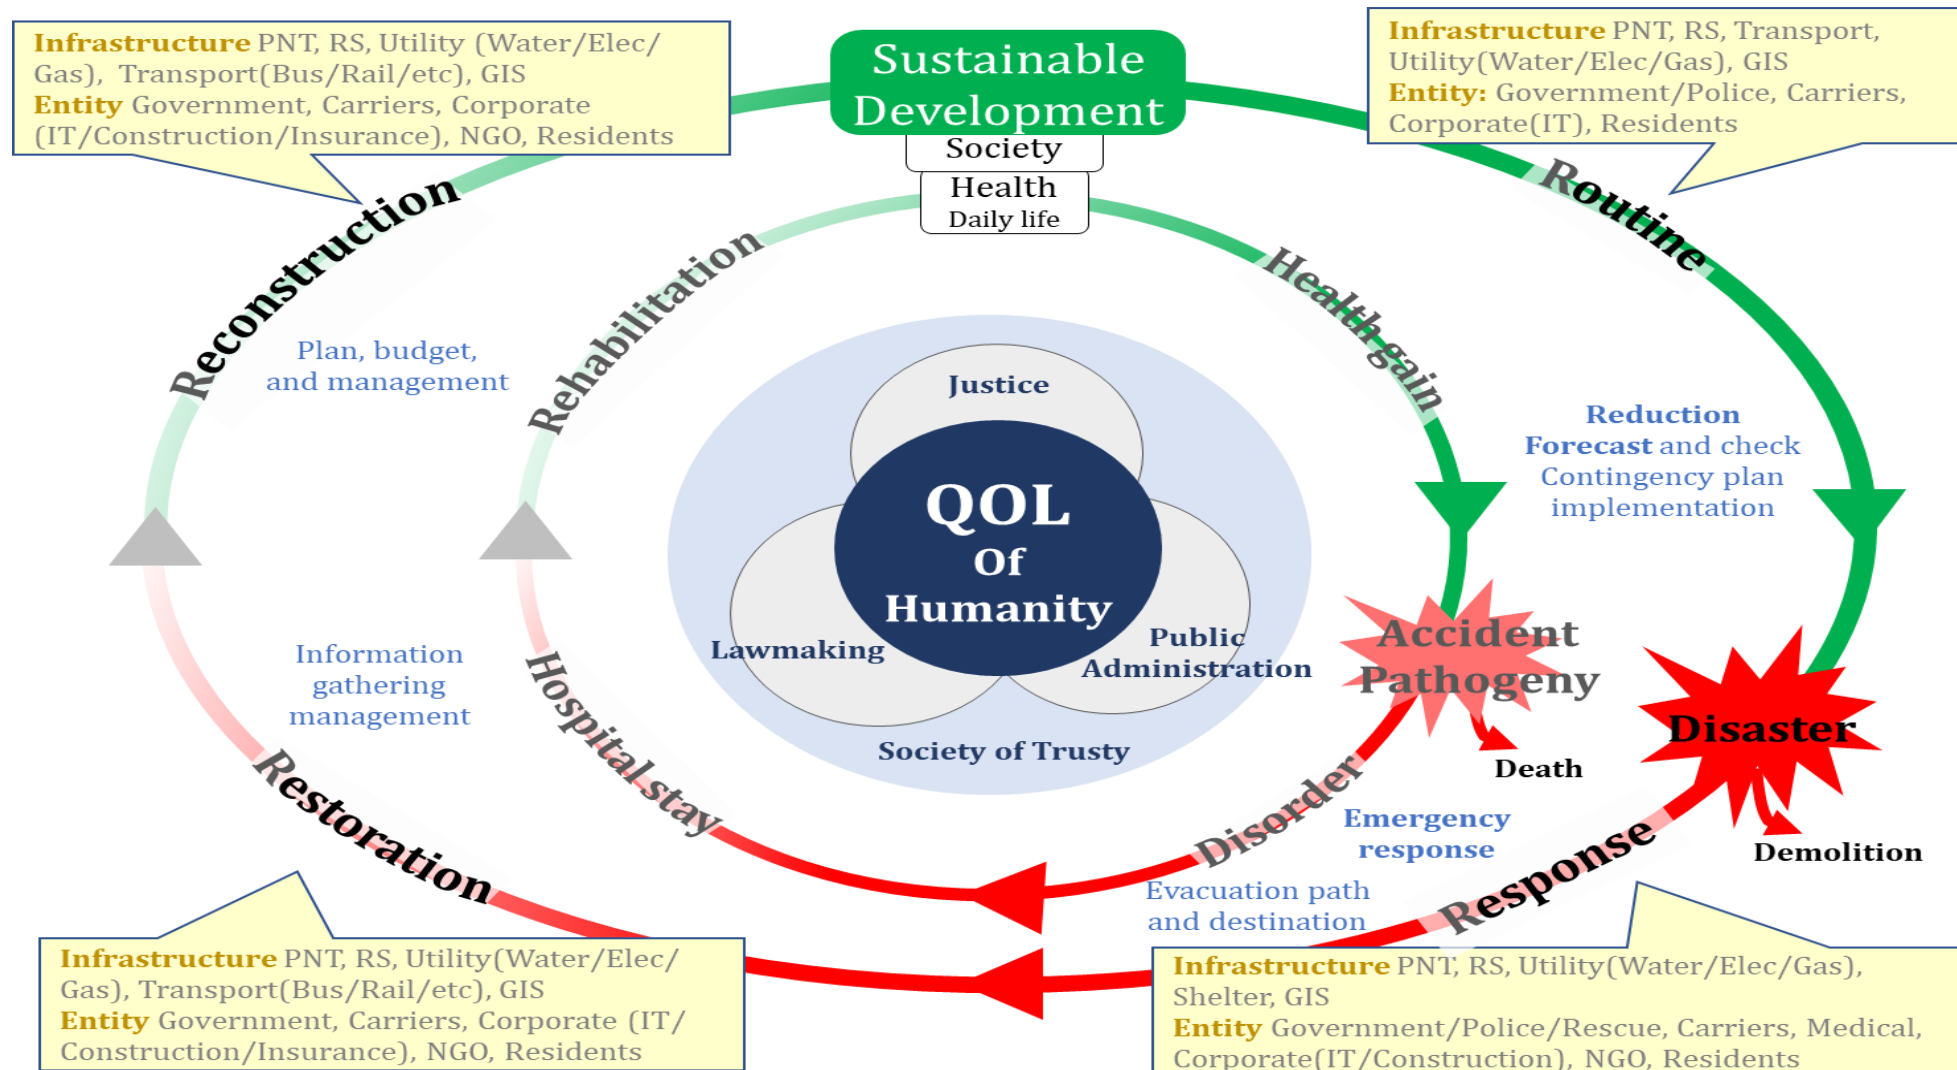 Infrastructure PNT, RS, Utility (Water/Elec/
Gas), Transport(Bus/Rail/etc), GIS
Entity Government, Carriers, Corporate
(IT/Construction/Insurance), NGO, Residents
Sustainable
Development
Society
Health
Daily life
Infrastructure PNT, RS, Transport,
Utility(Water/Elec/Gas), GIS
Entity: Government/Police, Carriers,
Corporate(IT), Residents
Reconstruction
Routine
Rehabilitation
Health gain
Plan, budget,
and management
Justice
Reduction
Forecast and check
Contingency plan
implementation
QOL
Of
Humanity
Lawmaking
Public
Administration
Society of Trusty
Accident
Pathogeny
Disaster
Death
Demolition
Information
gathering
management
Hospital stay
Disorder
Emergency
response
Evacuation path
and destination
Restoration
Response
Infrastructure PNT, RS, Utility(Water/Elec/
Gas), Transport(Bus/Rail/etc), GIS
Entity Government, Carriers, Corporate (IT/
Construction/Insurance), NGO, Residents
Infrastructure PNT, RS, Utility(Water/Elec/Gas),
Shelter, GIS
Entity Government/Police/Rescue, Carriers, Medical,
Corporate(IT/Construction), NGO, Residents